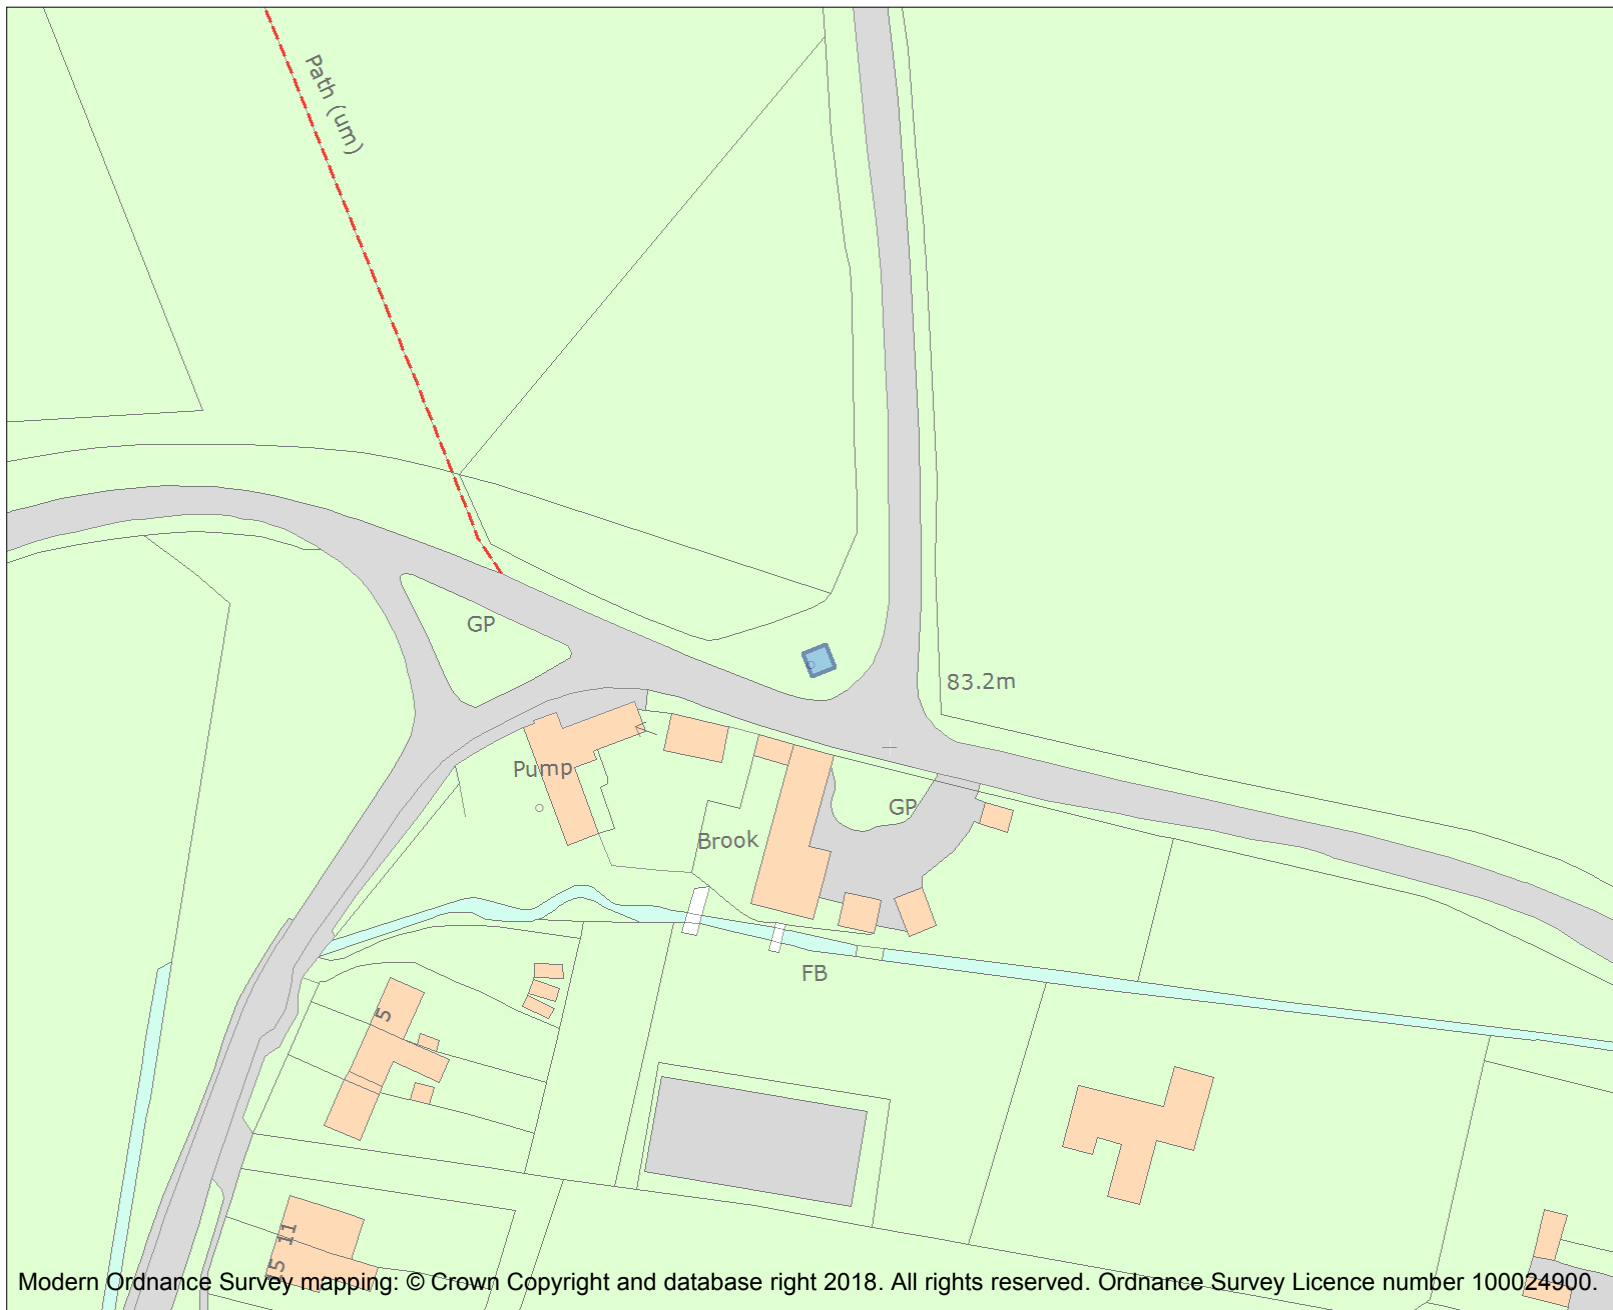 Path (um)
GP
83.2m
Pump
GP
Brook
FB
5
11
15
Modern Ordnance Survey mapping: © Crown Copyright and database right 2018. All rights reserved. Ordnance Survey Licence number 100024900.